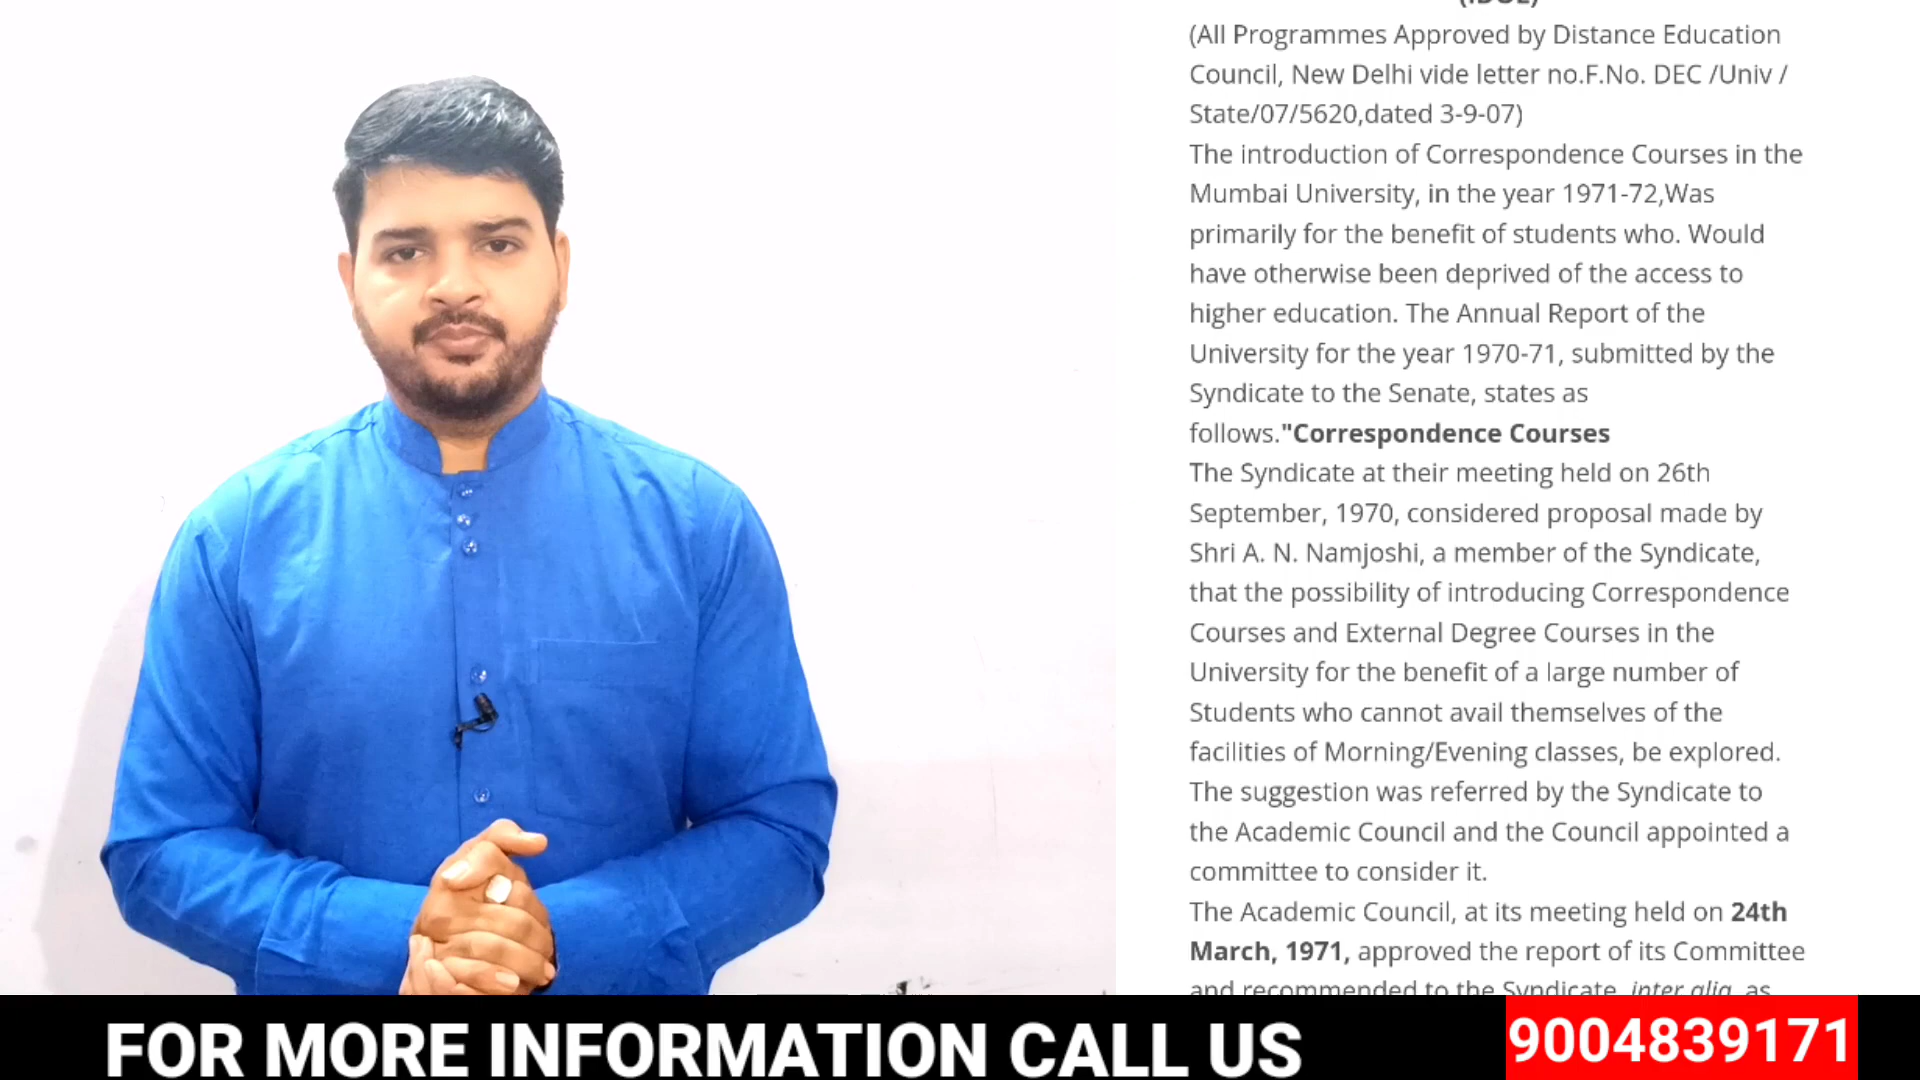 (IDOL)
(All Programmes Approved by Distance Education
Council, New Delhi vide letter no.F.No. DEC /Univ /
State/07/5620,dated 3-9-07)
The introduction of Correspondence Courses in the
Mumbai University, in the year 1971-72,Was
primarily for the benefit of students who. Would
have otherwise been deprived of the access to
higher education. The Annual Report of the
University for the year 1970-71, submitted by the
Syndicate to the Senate, states as
follows."Correspondence Courses
The Syndicate at their meeting held on 26th
September, 1970, considered proposal made by
Shri A. N. Namjoshi, a member of the Syndicate,
that the possibility of introducing Correspondence
Courses and External Degree Courses in the
University for the benefit of a large number of
Students who cannot avail themselves of the
facilities of Morning/Evening classes, be explored.
The suggestion was referred by the Syndicate to
the Academic Council and the Council appointed a
committee to consider it.
The Academic Council, at its meeting held on 24th
March, 1971, approved the report of its Committee
and recommended to the Syndicate, inter alia, as
FOR MORE INFORMATION CALL US
9004839171